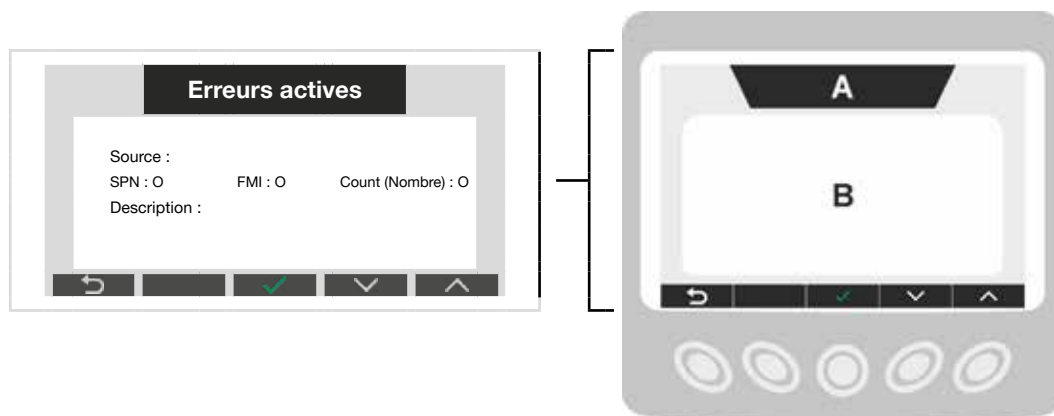 Erreurs actives
Source :
SPN : O FMI : O Count (Nombre) : O
Description :
A
B